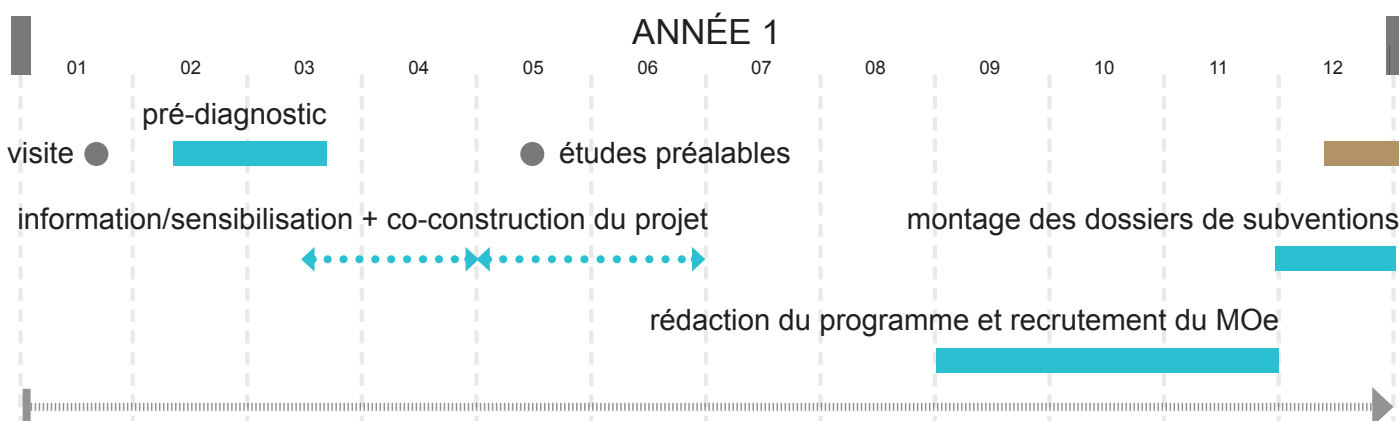 ANNÉE 1
01 02 03 04 05 06 07 08 09 10 11 12
pré-diagnostic
visite études préalables
information/sensibilisation + co-construction du projet montage des dossiers de subventions
rédaction du programme et recrutement du MOe